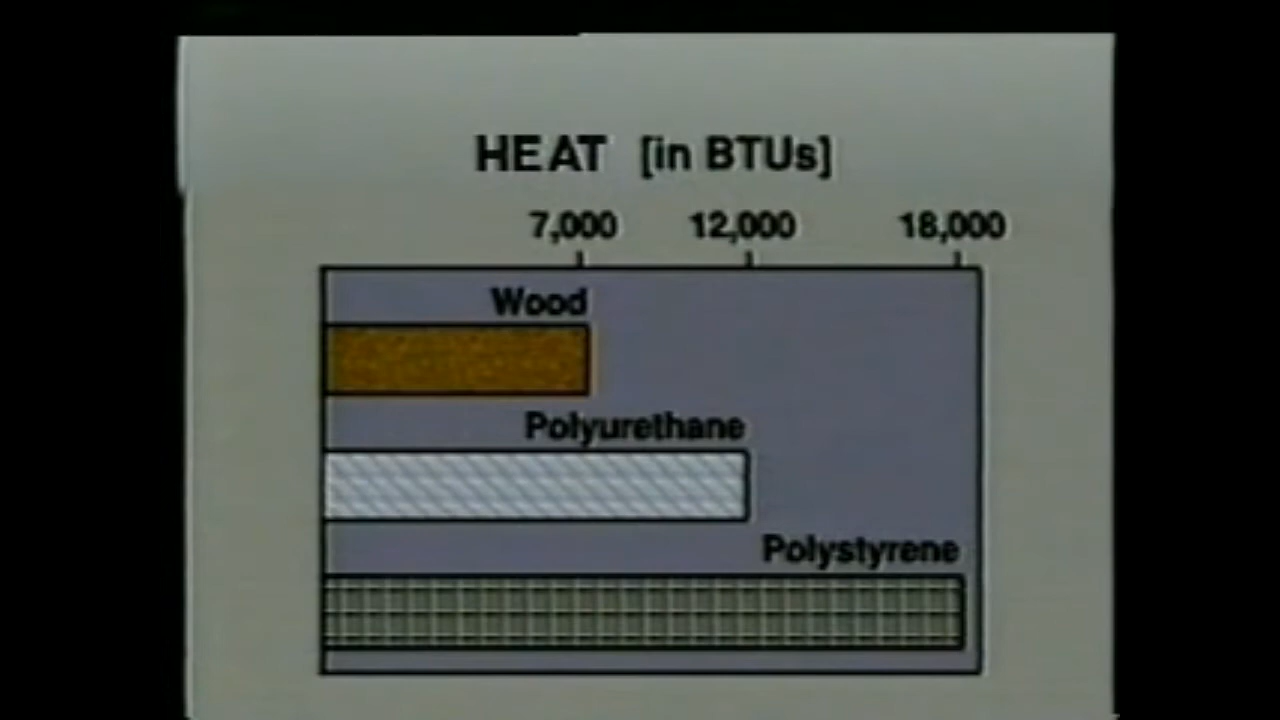 HEAT [in BTUs]
7,000 12,000 18,000
Wood
Polyurethane
Polystyrene